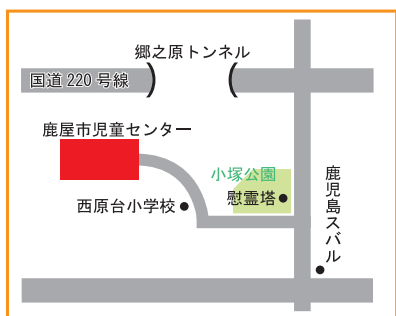 郷之原トンネル
国道220号線
鹿屋市児童センター
小塚公園
慰霊塔
西原台小学校
鹿児島スバル